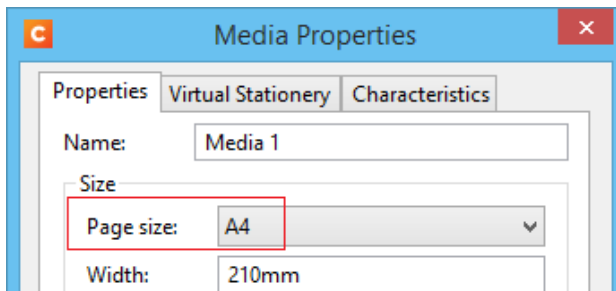 C Media Properties
Properties Virtual Stationery Characteristics
Name: Media 1
Size
Page size: A4
Width: 210mm